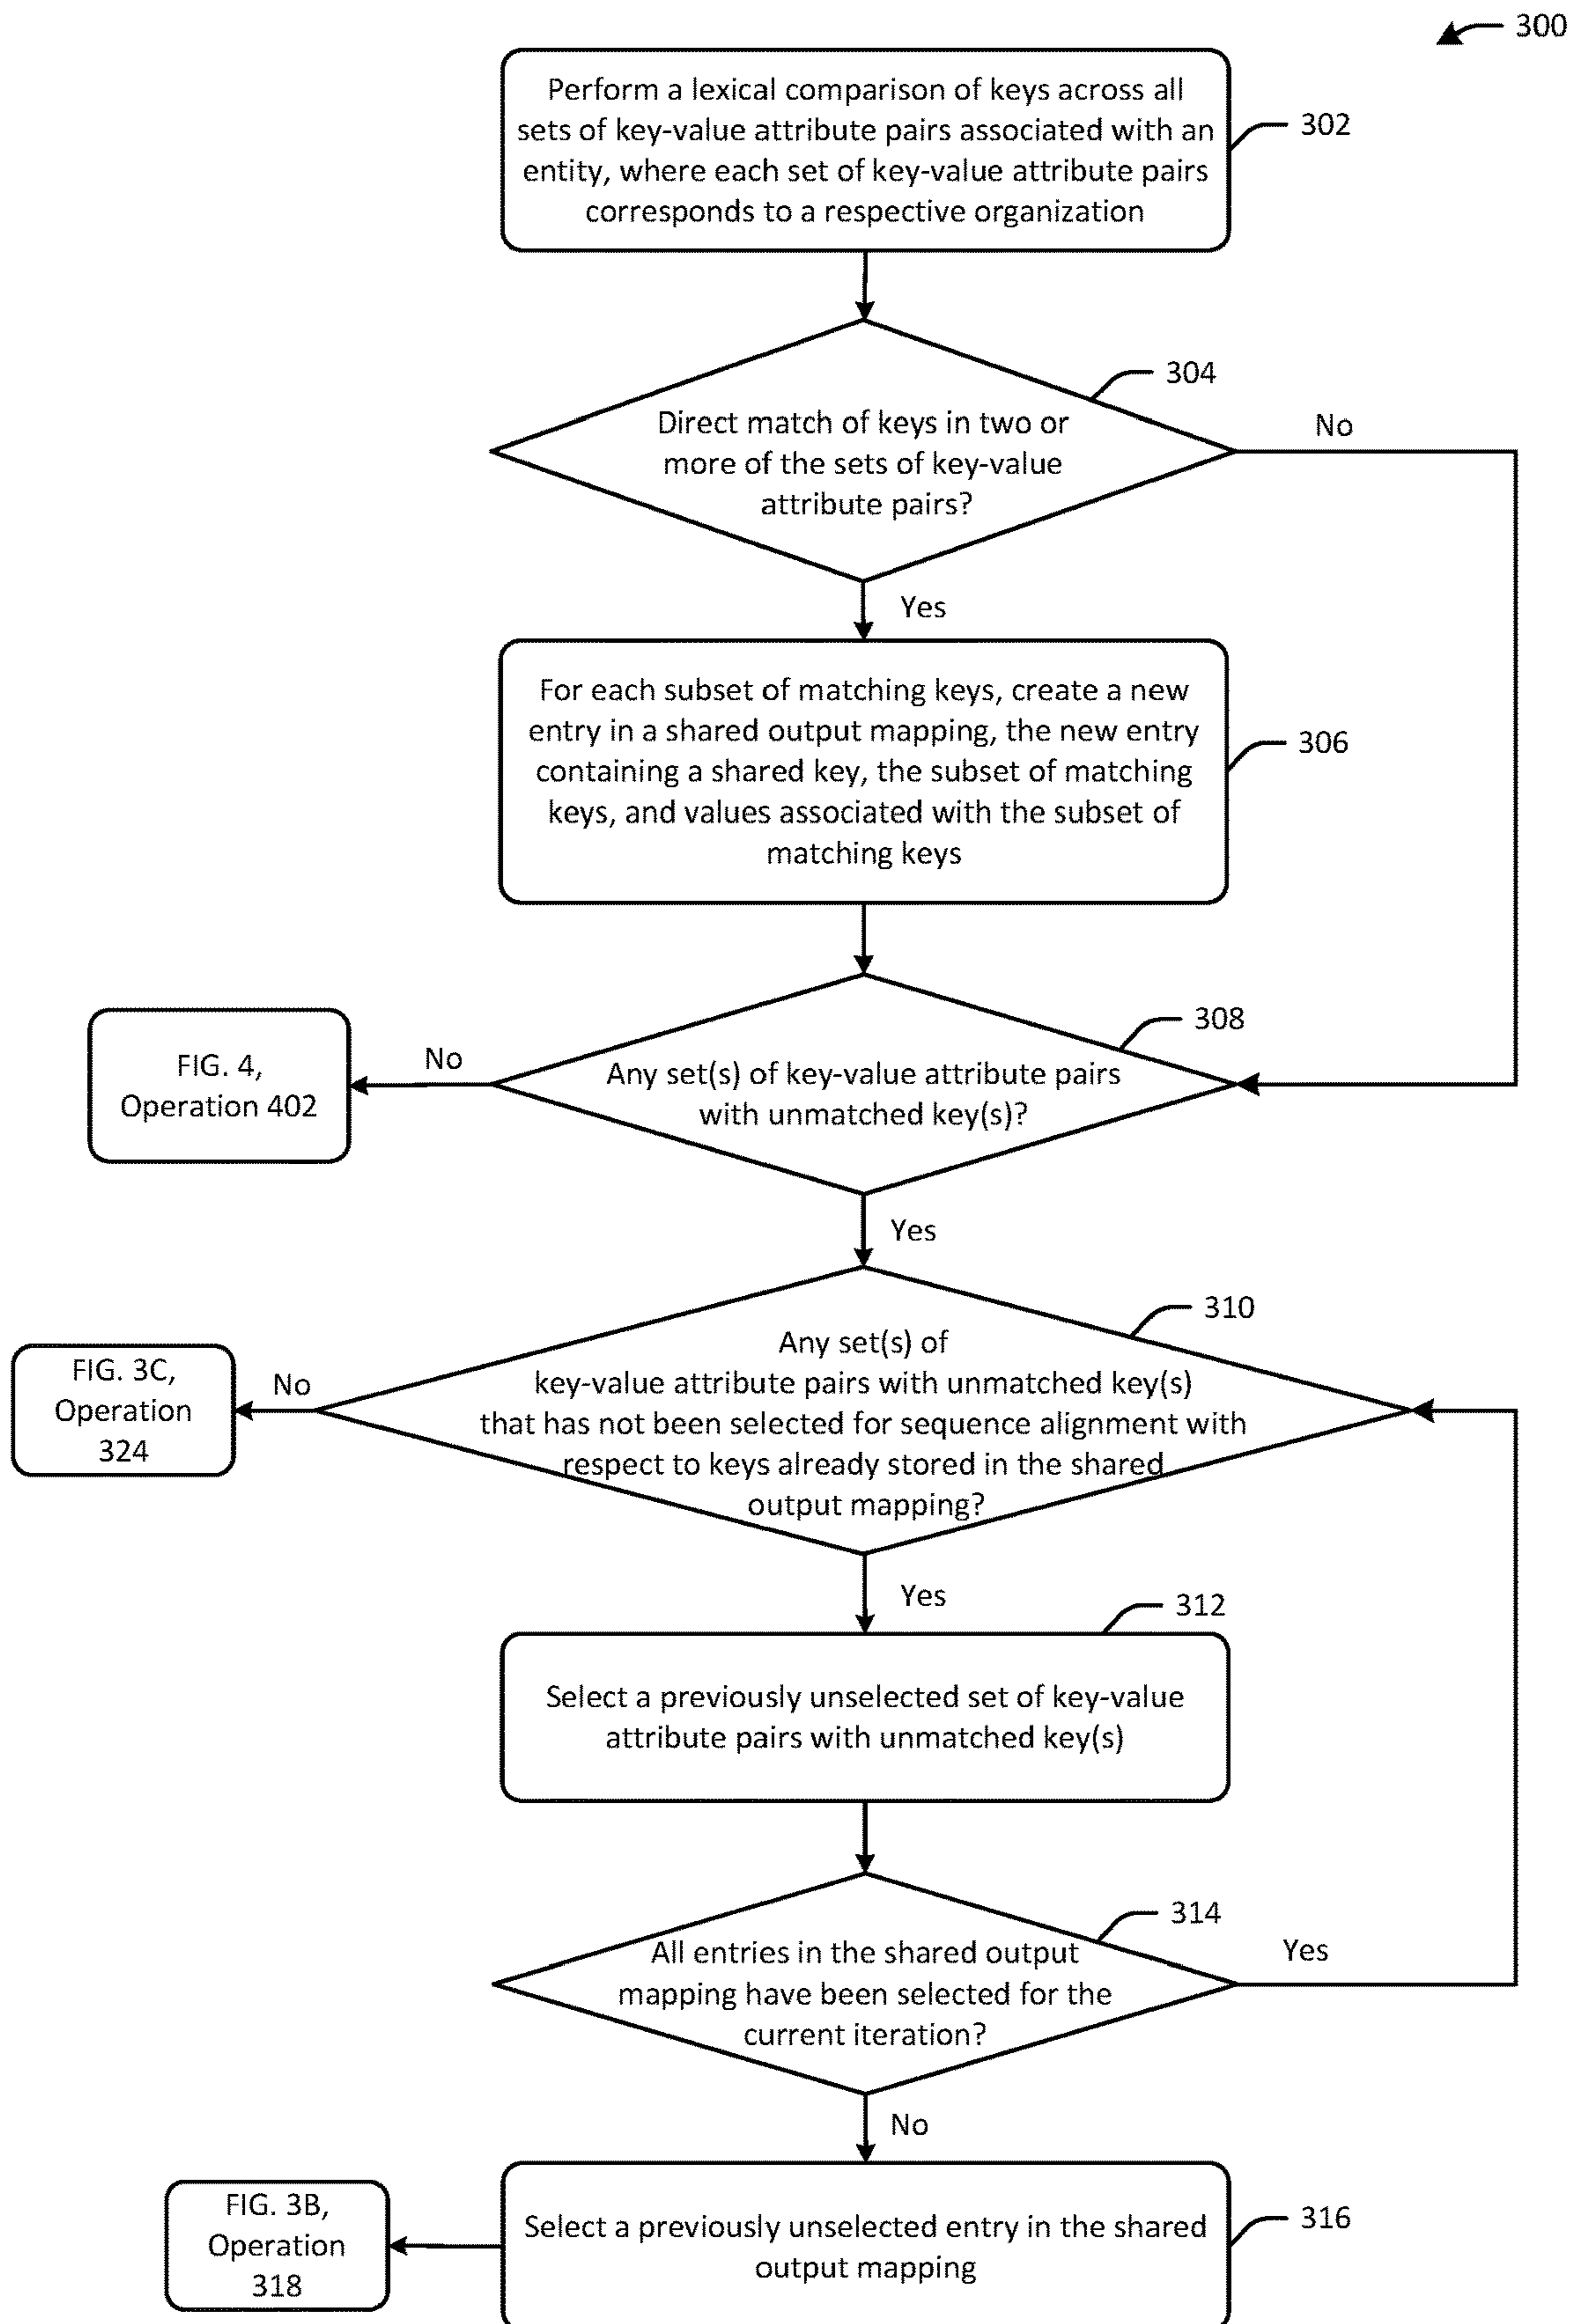 300
Perform a lexical comparison of keys across all
sets of key-value attribute pairs associated with an
entity, where each set of key-value attribute pairs
corresponds to a respective organization
302
304
Direct match of keys in two or
more of the sets of key-value
attribute pairs?
No
Yes
For each subset of matching keys, create a new
entry in a shared output mapping, the new entry
containing a shared key, the subset of matching
keys, and values associated with the subset of
matching keys
306
308
Any set(s) of key-value attribute pairs
with unmatched key(s)?
No
FIG. 4,
Operation 402
Yes
310
Any set(s) of
key-value attribute pairs with unmatched key(s)
that has not been selected for sequence alignment with
respect to keys already stored in the shared
output mapping?
No
FIG. 3C,
Operation
324
Yes
312
Select a previously unselected set of key-value
attribute pairs with unmatched key(s)
314
All entries in the shared output
mapping have been selected for the
current iteration?
Yes
No
Select a previously unselected entry in the shared
output mapping
316
FIG. 3B,
Operation
318